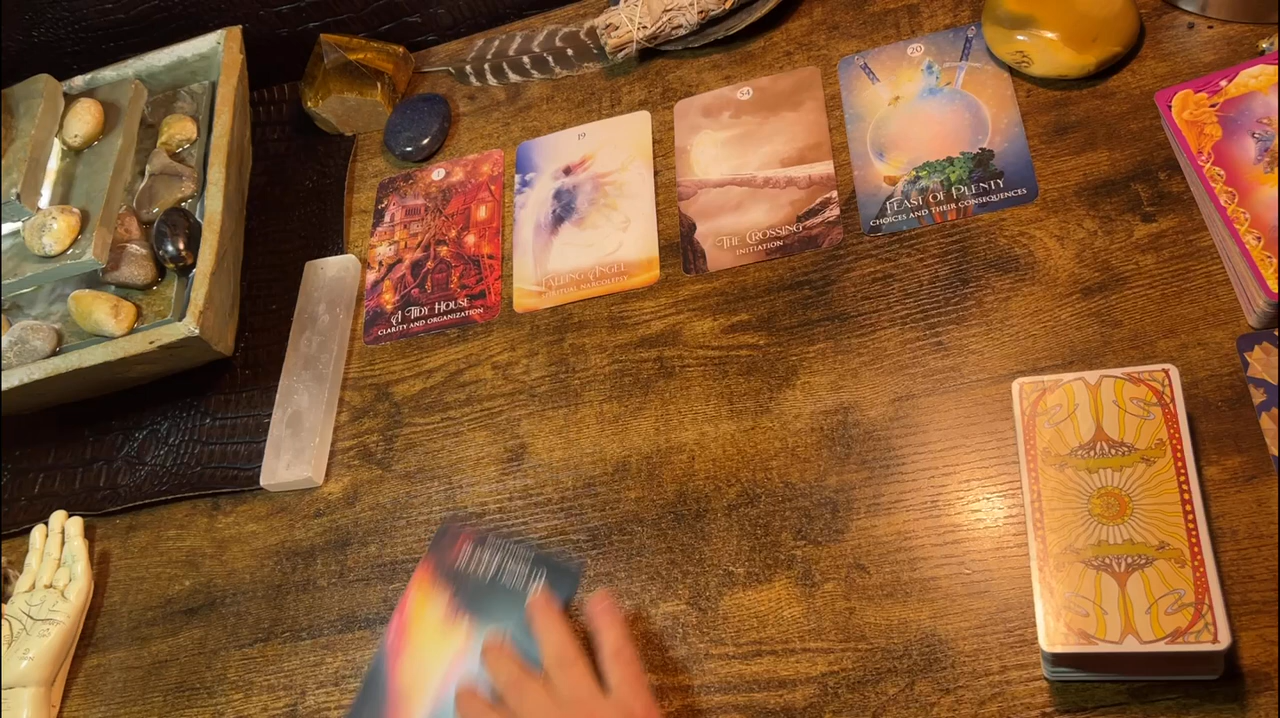 1
A TIDY HOUSE
CLARITY AND ORGANIZATION
19
FALLING ANGEL
SPIRITUAL NARCOLEPSY
54
THE CROSSING
INITIATION
20
FEAST OF PLENTY
CHOICES AND THEIR CONSEQUENCES